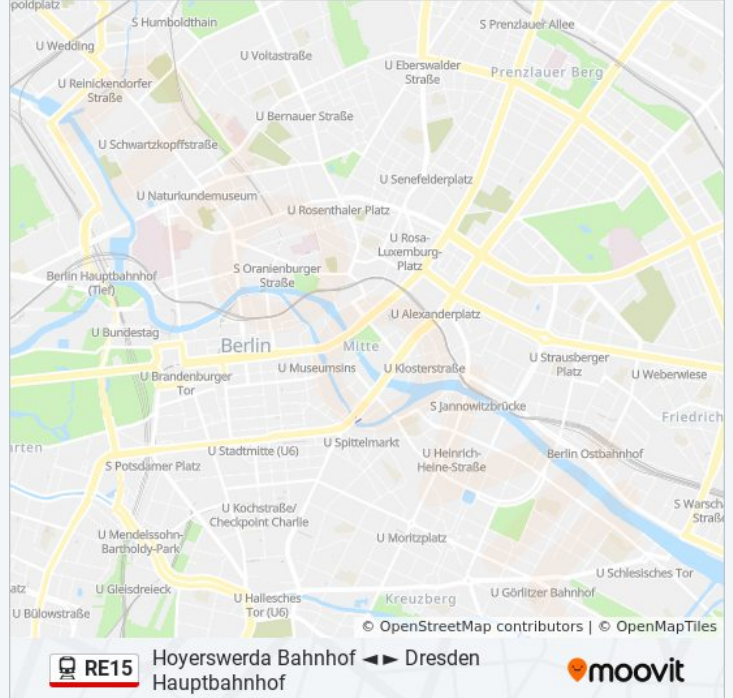 poldplatz
S Humboldthain
S Prenzlauer Allee
U Wedding
U Voltastraße
U Eberswalder
Straße
Prenzlauer Berg
U Reinickendorfer
Straße
U Bernauer Straße
U Schwartzkopffstraße
U Senefelderplatz
U Naturkundemuseum
U Rosenthaler Platz
U Rosa-
Luxemburg-
Platz
S Oranienburger
Straße
Berlin Hauptbahnhof
(Tief)
U Alexanderplatz
U Bundestag
Berlin
Mitte
U Strausberger
Platz
U Museumsins
U Klosterstraße
U Weberwiese
U Brandenburger
Tor
S Jannowitzbrücke
Friedrich
rten
U Spittelmarkt
U Stadtmitte (U6)
U Heinrich-
Heine-Straße
Berlin Ostbahnhof
S Potsdamer Platz
S Warsch
Straße
U Kochstraße/
Checkpoint Charlie
U Mendelssohn-
Bartholdy-Park
U Moritzplatz
U Schlesisches Tor
atz
U Gleisdreieck
U Hallesches
Tor (U6)
Kreuzberg
U Görlitzer Bahnhof
U Bülowstraße
© OpenStreetMap contributors | © OpenMapTiles
RE15
Hoyerswerda Bahnhof ◄► Dresden
Hauptbahnhof
moovit